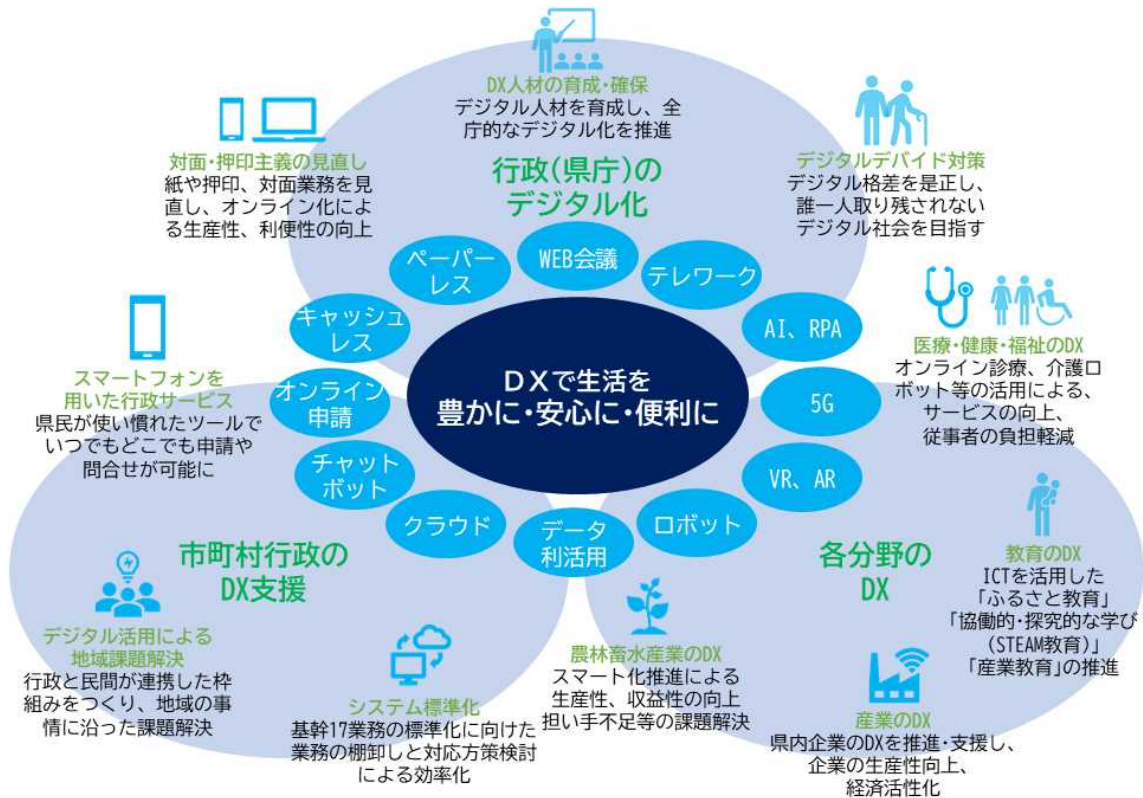 DX人材の育成・確保
デジタル人材を育成し、全
庁的なデジタル化を推進
対面・押印主義の見直し
紙や押印、対面業務を見
直し、オンライン化によ
る生産性、利便性の向上
行政(県庁)の
デジタル化
デジタルデバイド対策
デジタル格差を是正し、
誰一人取り残されない
デジタル社会を目指す
ペーパー
レス
WEB会議
テレワーク
キャッシュ
レス
AI、RPA
スマートフォンを
用いた行政サービス
県民が使い慣れたツールで
いつでもどこでも申請や
問合せが可能に
オンライン
申請
DXで生活を
豊かに・安心に・便利に
5G
医療・健康・福祉のDX
オンライン診療、介護ロ
ボット等の活用による、
サービスの向上、
従事者の負担軽減
チャット
ボット
VR、AR
クラウド
データ
利活用
ロボット
市町村行政の
DX支援
各分野の
DX
教育のDX
ICTを活用した
「ふるさと教育」
「協働的・探究的な学び
(STEAM教育)」
「産業教育」の推進
デジタル活用による
地域課題解決
行政と民間が連携した枠
組みをつくり、地域の事
情に沿った課題解決
システム標準化
基幹17業務の標準化に向けた
業務の棚卸しと対応方策検討
による効率化
農林畜水産業のDX
スマート化推進による
生産性、収益性の向上
担い手不足等の課題解決
産業のDX
県内企業のDXを推進・支援し、
企業の生産性向上、
経済活性化